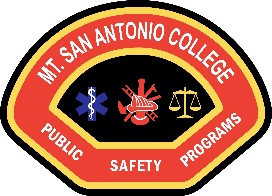 MT. SAN ANTONIO COLLEGE
PUBLIC SAFETY PROGRAMS